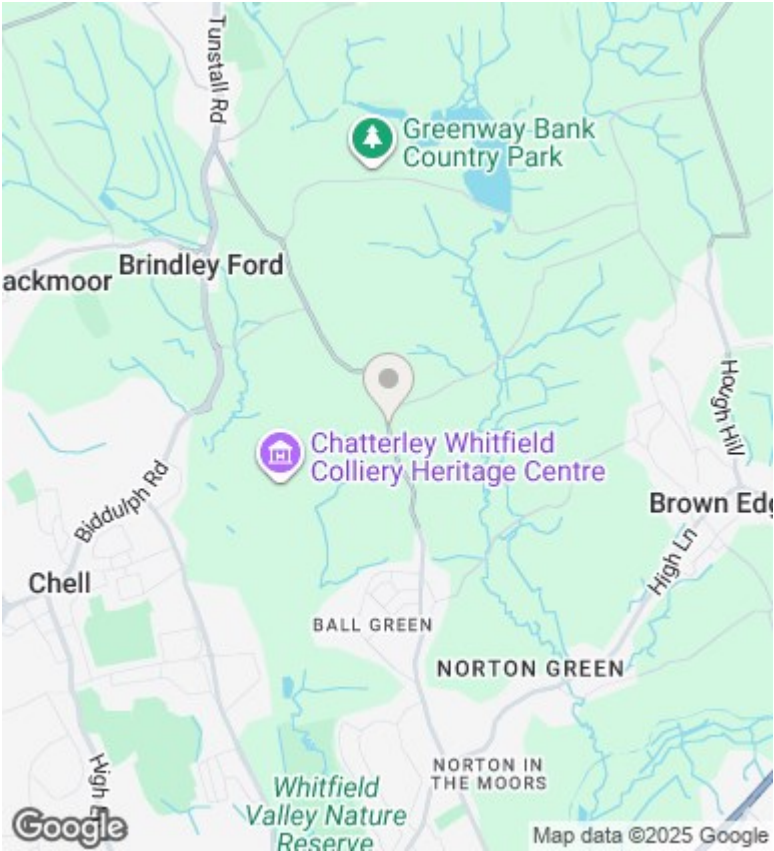 Tunstall Rd
Greenway Bank
Country Park
Brindley Ford
ackmoor
Hough Hill
Chatterley Whitfield
Colliery Heritage Centre
Biddulph Rd
Brown Edg
High Ln
Chell
BALL GREEN
NORTON GREEN
High L
NORTON IN
THE MOORS
Whitfield
Valley Nature
Reserve
Google
Map data ©2025 Google